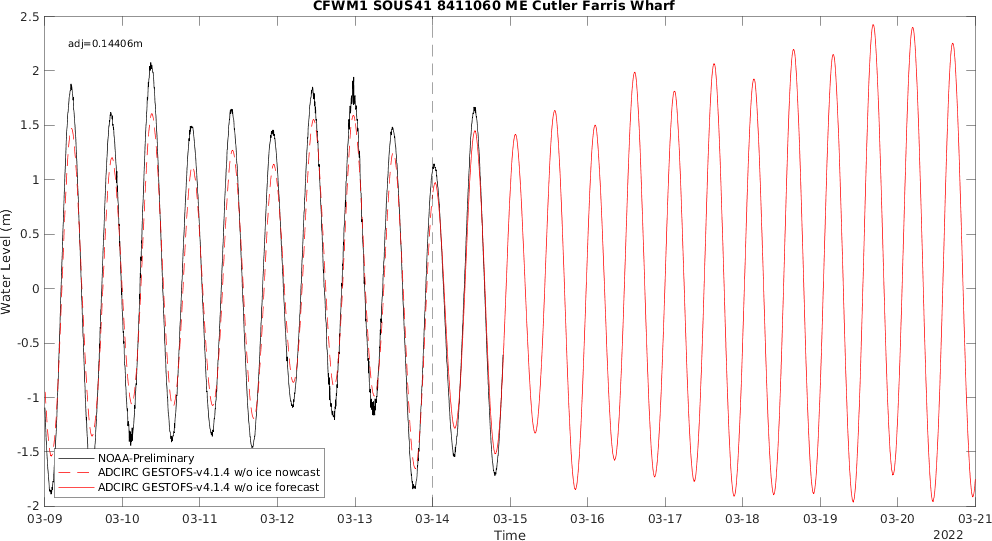 CFWM1 SOUS41 8411060 ME Cutler Farris Wharf
adj=0.14406m
Water Level (m)
2.5
2
1.5
1
0.5
0
-0.5
-1
-1.5
-2
NOAA-Preliminary
ADCIRC GESTOFS-v4.1.4 w/o ice nowcast
ADCIRC GESTOFS-v4.1.4 w/o ice forecast
03-09 03-10 03-11 03-12 03-13 03-14 03-15 03-16 03-17 03-18 03-19 03-20 03-21
Time
2022